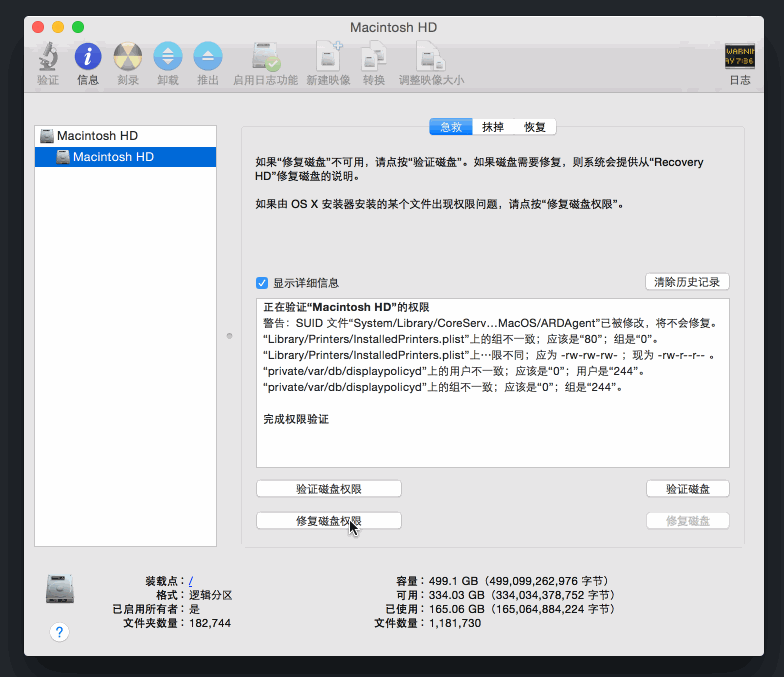 Macintosh HD
验证 信息 刻录 卸载 推出 启用日志功能 新建映像 转换 调整映像大小 日志
WARNIN
AY 7:36
Macintosh HD
Macintosh HD
急救 抹掉 恢复
如果“修复磁盘”不可用，请点按“验证磁盘”。如果磁盘需要修复，则系统会提供从“Recovery
HD”修复磁盘的说明。
如果由 OS X 安装器安装的某个文件出现权限问题，请点按“修复磁盘权限”。
显示详细信息
清除历史记录
正在验证“Macintosh HD”的权限
警告：SUID 文件“System/Library/CoreServ…MacOS/ARDAgent”已被修改，将不会修复。
“Library/Printers/InstalledPrinters.plist”上的组不一致；应该是“80”；组是“0”。
“Library/Printers/InstalledPrinters.plist”上…限不同；应为 -rw-rw-rw- ；现为 -rw-r--r-- 。
“private/var/db/displaypolicyd”上的用户不一致；应该是“0”；用户是“244”。
“private/var/db/displaypolicyd”上的组不一致；应该是“0”；组是“244”。
完成权限验证
验证磁盘权限 验证磁盘
修复磁盘权限 修复磁盘
装载点：/ 容量：499.1 GB（499,099,262,976 字节）
格式：逻辑分区 可用：334.03 GB（334,034,378,752 字节）
已启用所有者：是 已使用：165.06 GB（165,064,884,224 字节）
文件夹数量：182,744 文件数量：1,181,730
?